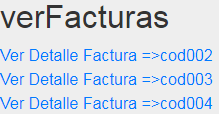 verFacturas
Ver Detalle Factura =>cod002
Ver Detalle Factura =>cod003
Ver Detalle Factura =>cod004